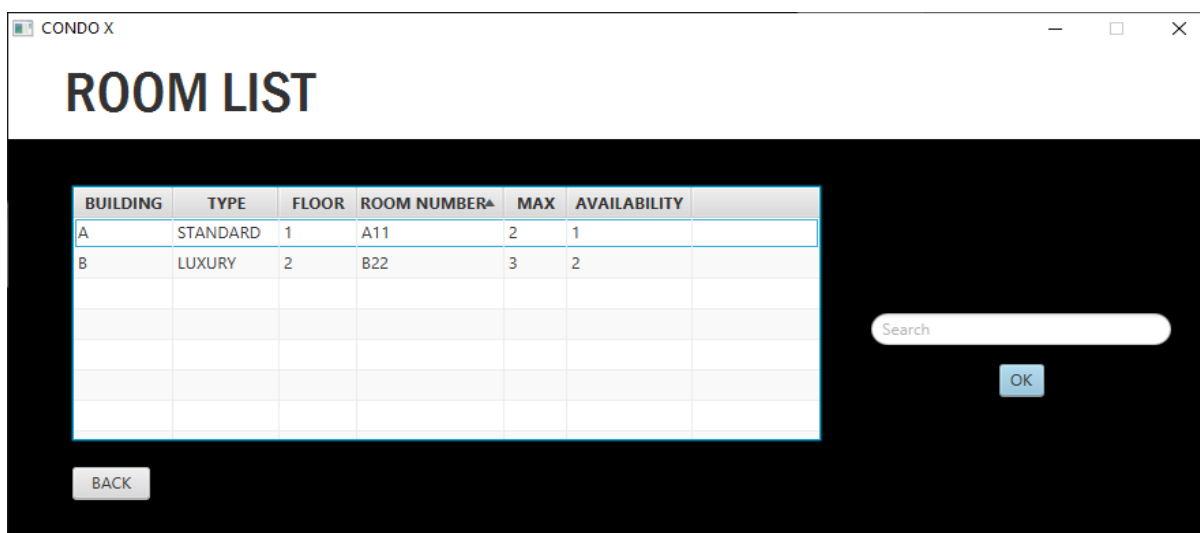 CONDO X
ROOM LIST
BUILDING TYPE FLOOR ROOM NUMBER MAX AVAILABILITY
A STANDARD 1 A11 2 1
B LUXURY 2 B22 3 2
Search
OK
BACK